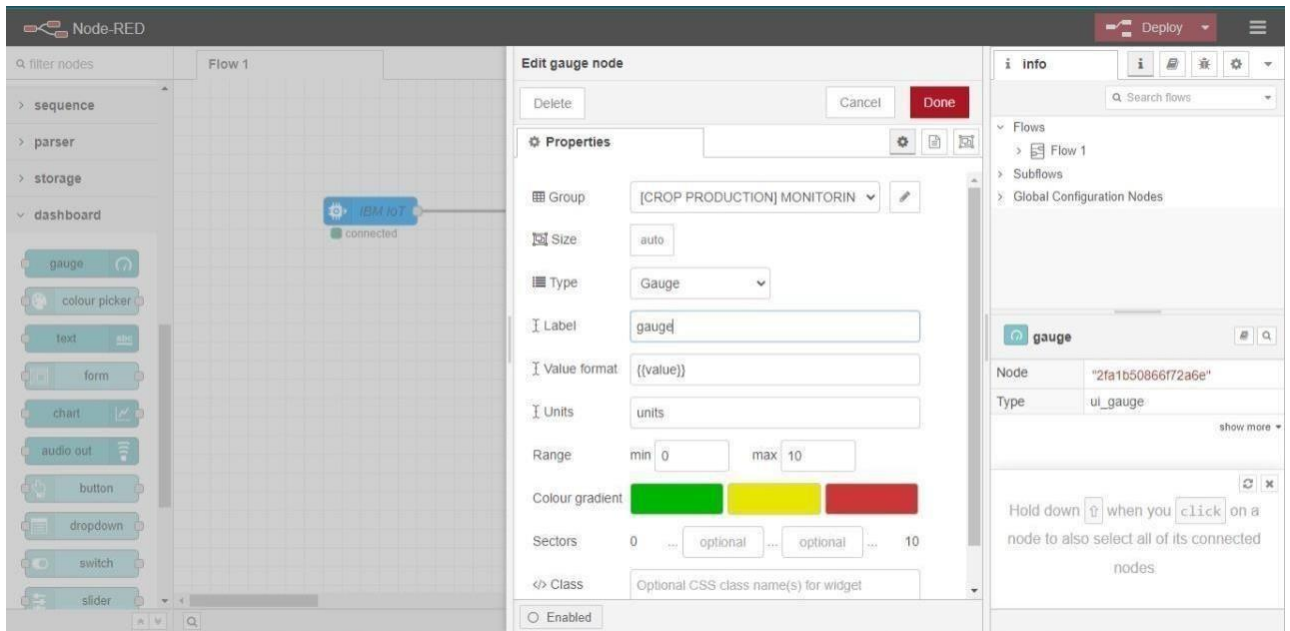 Node-RED
Deploy
filter nodes
sequence
parser
storage
dashboard
gauge
colour picker
text
abc
form
chart
audio out
button
dropdown
switch
slider
Flow 1
IBM IoT
connected
Edit gauge node
Delete
Cancel
Done
Properties
Group
[CROP PRODUCTION] MONITORIN
Size
auto
Type
Gauge
Label
gauge
Value format
{{value}}
Units
units
Range
min 0
max 10
Colour gradient
Sectors
0 ... optional ... optional ... 10
</> Class
Optional CSS class name(s) for widget
Enabled
i info
i
Search flows
Flows
Flow 1
Subflows
Global Configuration Nodes
gauge
Node "2fa1b50866f72a6e"
Type ui_gauge
show more
Hold down ⇧ when you click on a
node to also select all of its connected
nodes